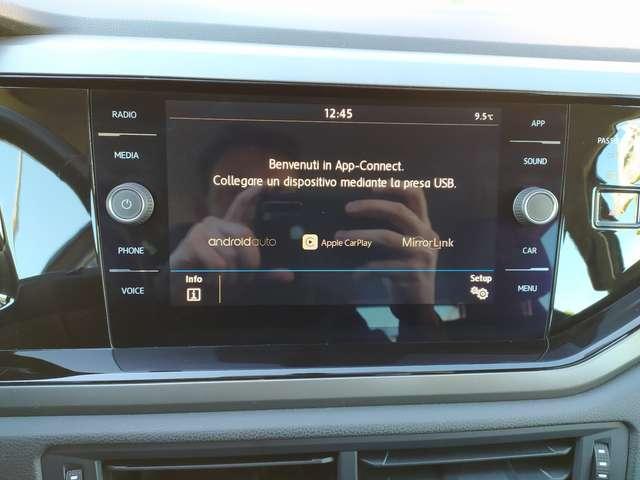 RADIO
MEDIA
PHONE
VOICE
12:45
9.5°C
Benvenuti in App-Connect.
Collegare un dispositivo mediante la presa USB.
androidauto
Apple CarPlay
MirrorLink
Info
Setup
APP
SOUND
CAR
MENU